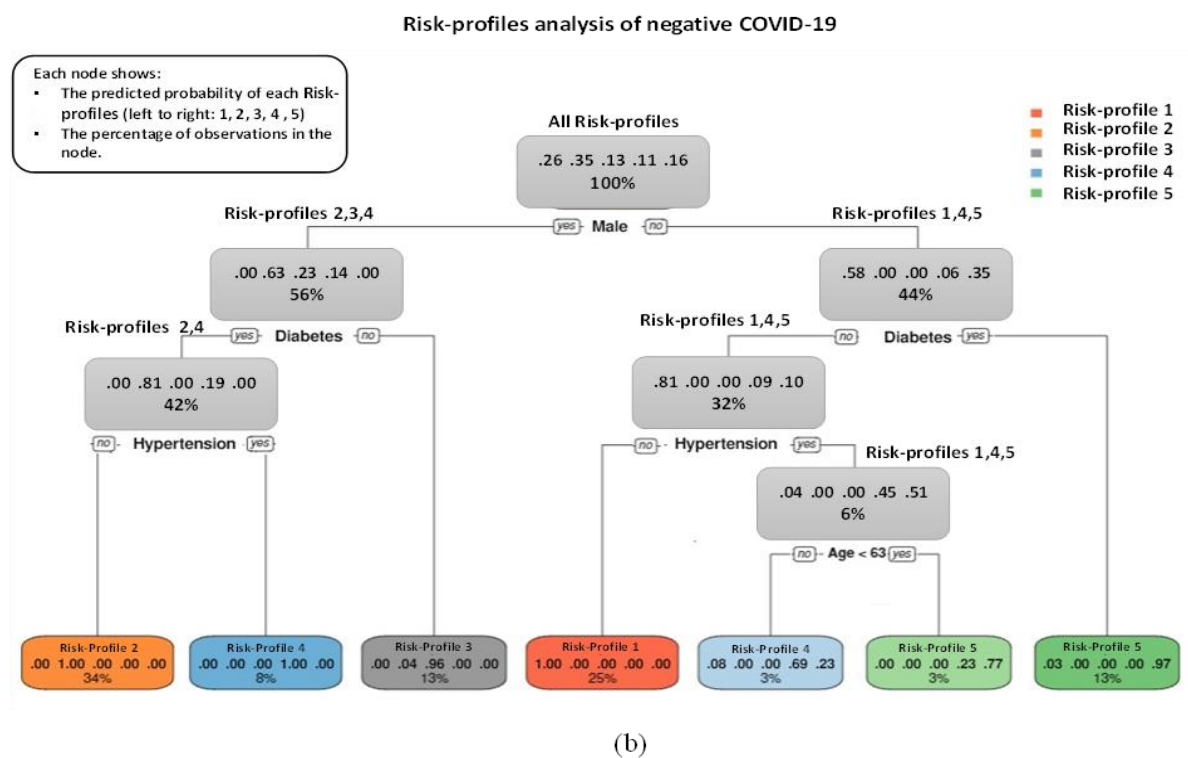 Risk-profiles analysis of negative COVID-19
Each node shows:
▪ The predicted probability of each Risk-
profiles (left to right: 1, 2, 3, 4 , 5)
▪ The percentage of observations in the
node.
Risk-profile 1
Risk-profile 2
Risk-profile 3
Risk-profile 4
Risk-profile 5
All Risk-profiles
.26 .35 .13 .11 .16
100%
yes Male no
Risk-profiles 2,3,4
.00 .63 .23 .14 .00
56%
yes Diabetes no
Risk-profiles 1,4,5
.58 .00 .00 .06 .35
44%
no Diabetes yes
Risk-profiles 2,4
.00 .81 .00 .19 .00
42%
no Hypertension yes
Risk-profiles 1,4,5
.81 .00 .00 .09 .10
32%
no Hypertension yes
Risk-profiles 1,4,5
.04 .00 .00 .45 .51
6%
no Age < 63 yes
Risk-Profile 2
.00 1.00 .00 .00 .00
34%
Risk-Profile 4
.00 .00 .00 1.00 .00
8%
Risk-Profile 3
.00 .04 .96 .00 .00
13%
Risk-Profile 1
1.00 .00 .00 .00 .00
25%
Risk-Profile 4
.08 .00 .00 .69 .23
3%
Risk-Profile 5
.00 .00 .00 .23 .77
3%
Risk-Profile 5
.03 .00 .00 .00 .97
13%
(b)